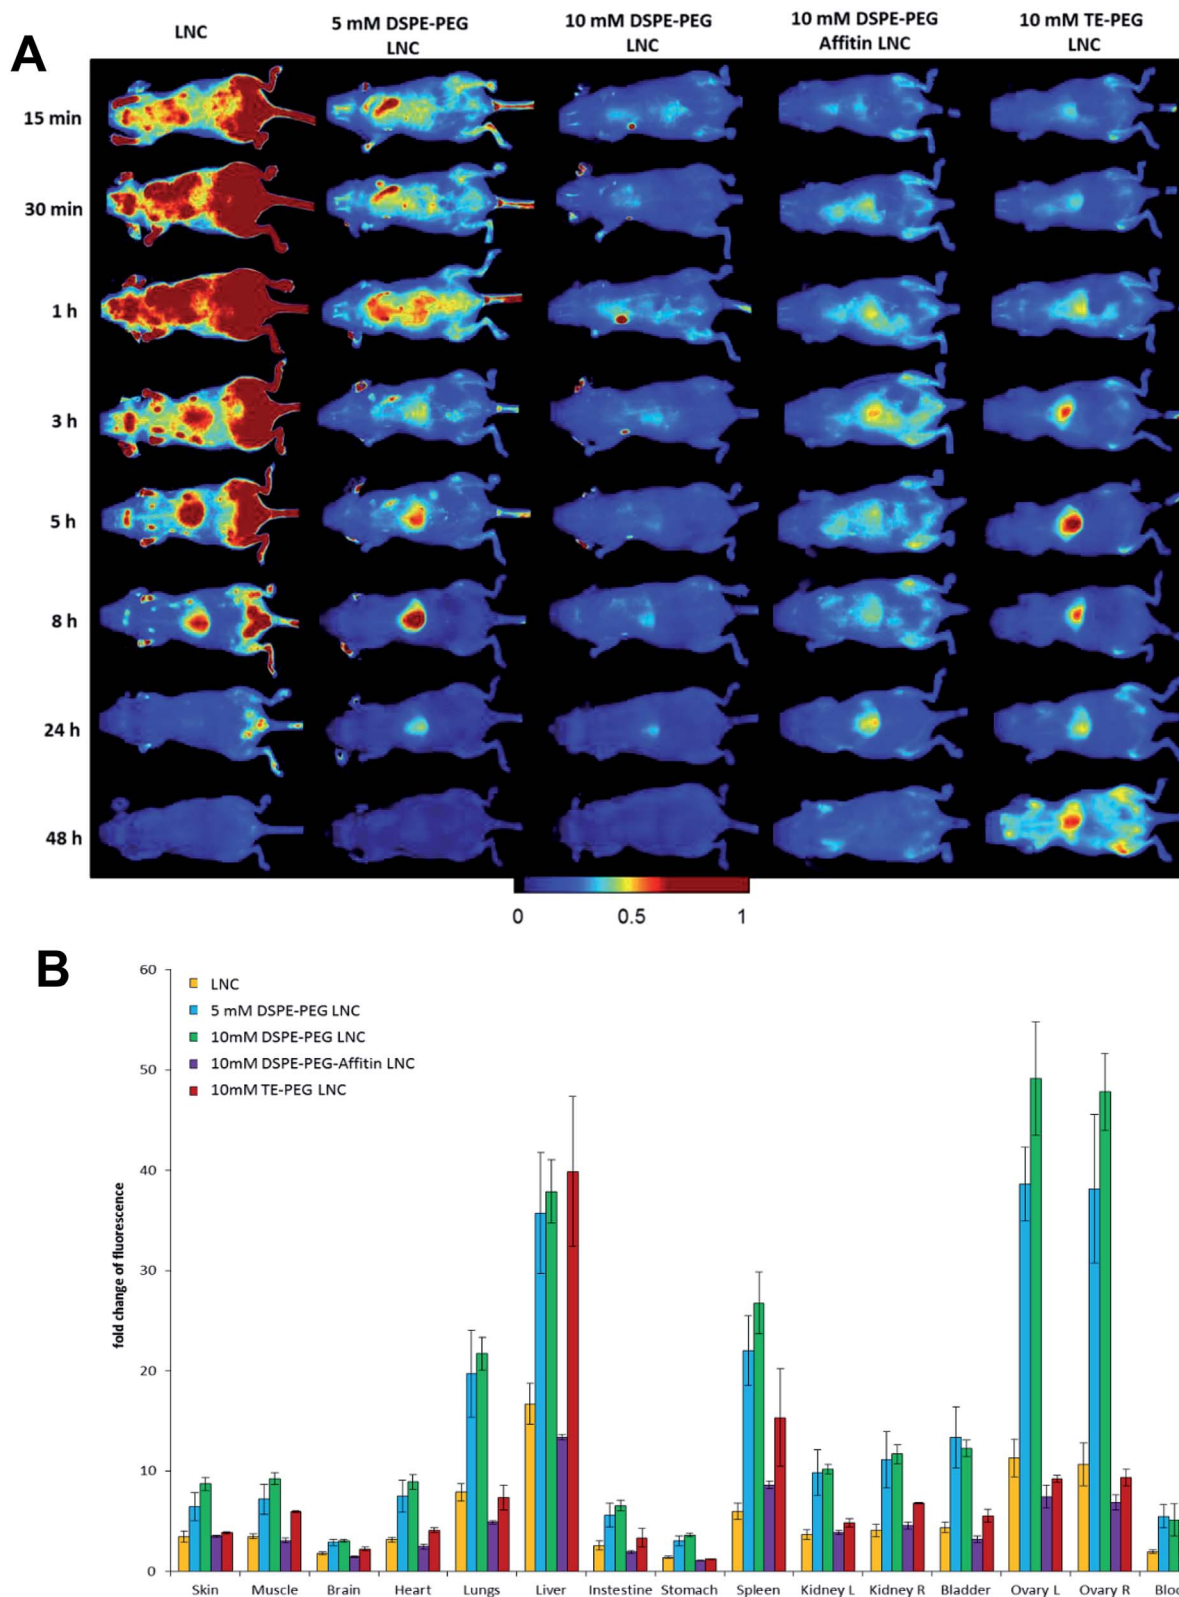 A
LNC
5 mM DSPE-PEG
LNC
10 mM DSPE-PEG
LNC
10 mM DSPE-PEG
Affitin LNC
10 mM TE-PEG
LNC
15 min
30 min
1 h
3 h
5 h
8 h
24 h
48 h
0 0.5 1
B
fold change of fluorescence
60
50
40
30
20
10
0
LNC
5 mM DSPE-PEG LNC
10mM DSPE-PEG LNC
10mM DSPE-PEG-Affitin LNC
10mM TE-PEG LNC
Skin Muscle Brain Heart Lungs Liver Instestine Stomach Spleen Kidney L Kidney R Bladder Ovary L Ovary R